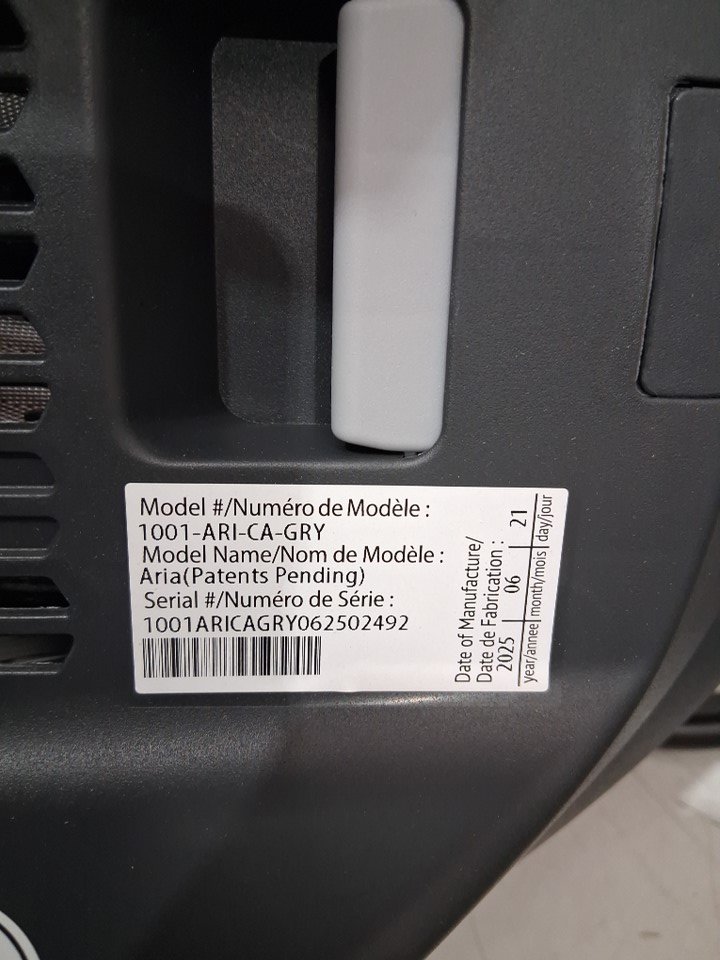 Model #/Numéro de Modèle :
1001-ARI-CA-GRY
Model Name/Nom de Modèle :
Aria(Patents Pending)
Serial #/Numéro de Série :
1001ARICAGRY062502492
Date of Manufacture/
Date de Fabrication :
2025 | 06 | 21
year/anneé| month/mois | day/jour